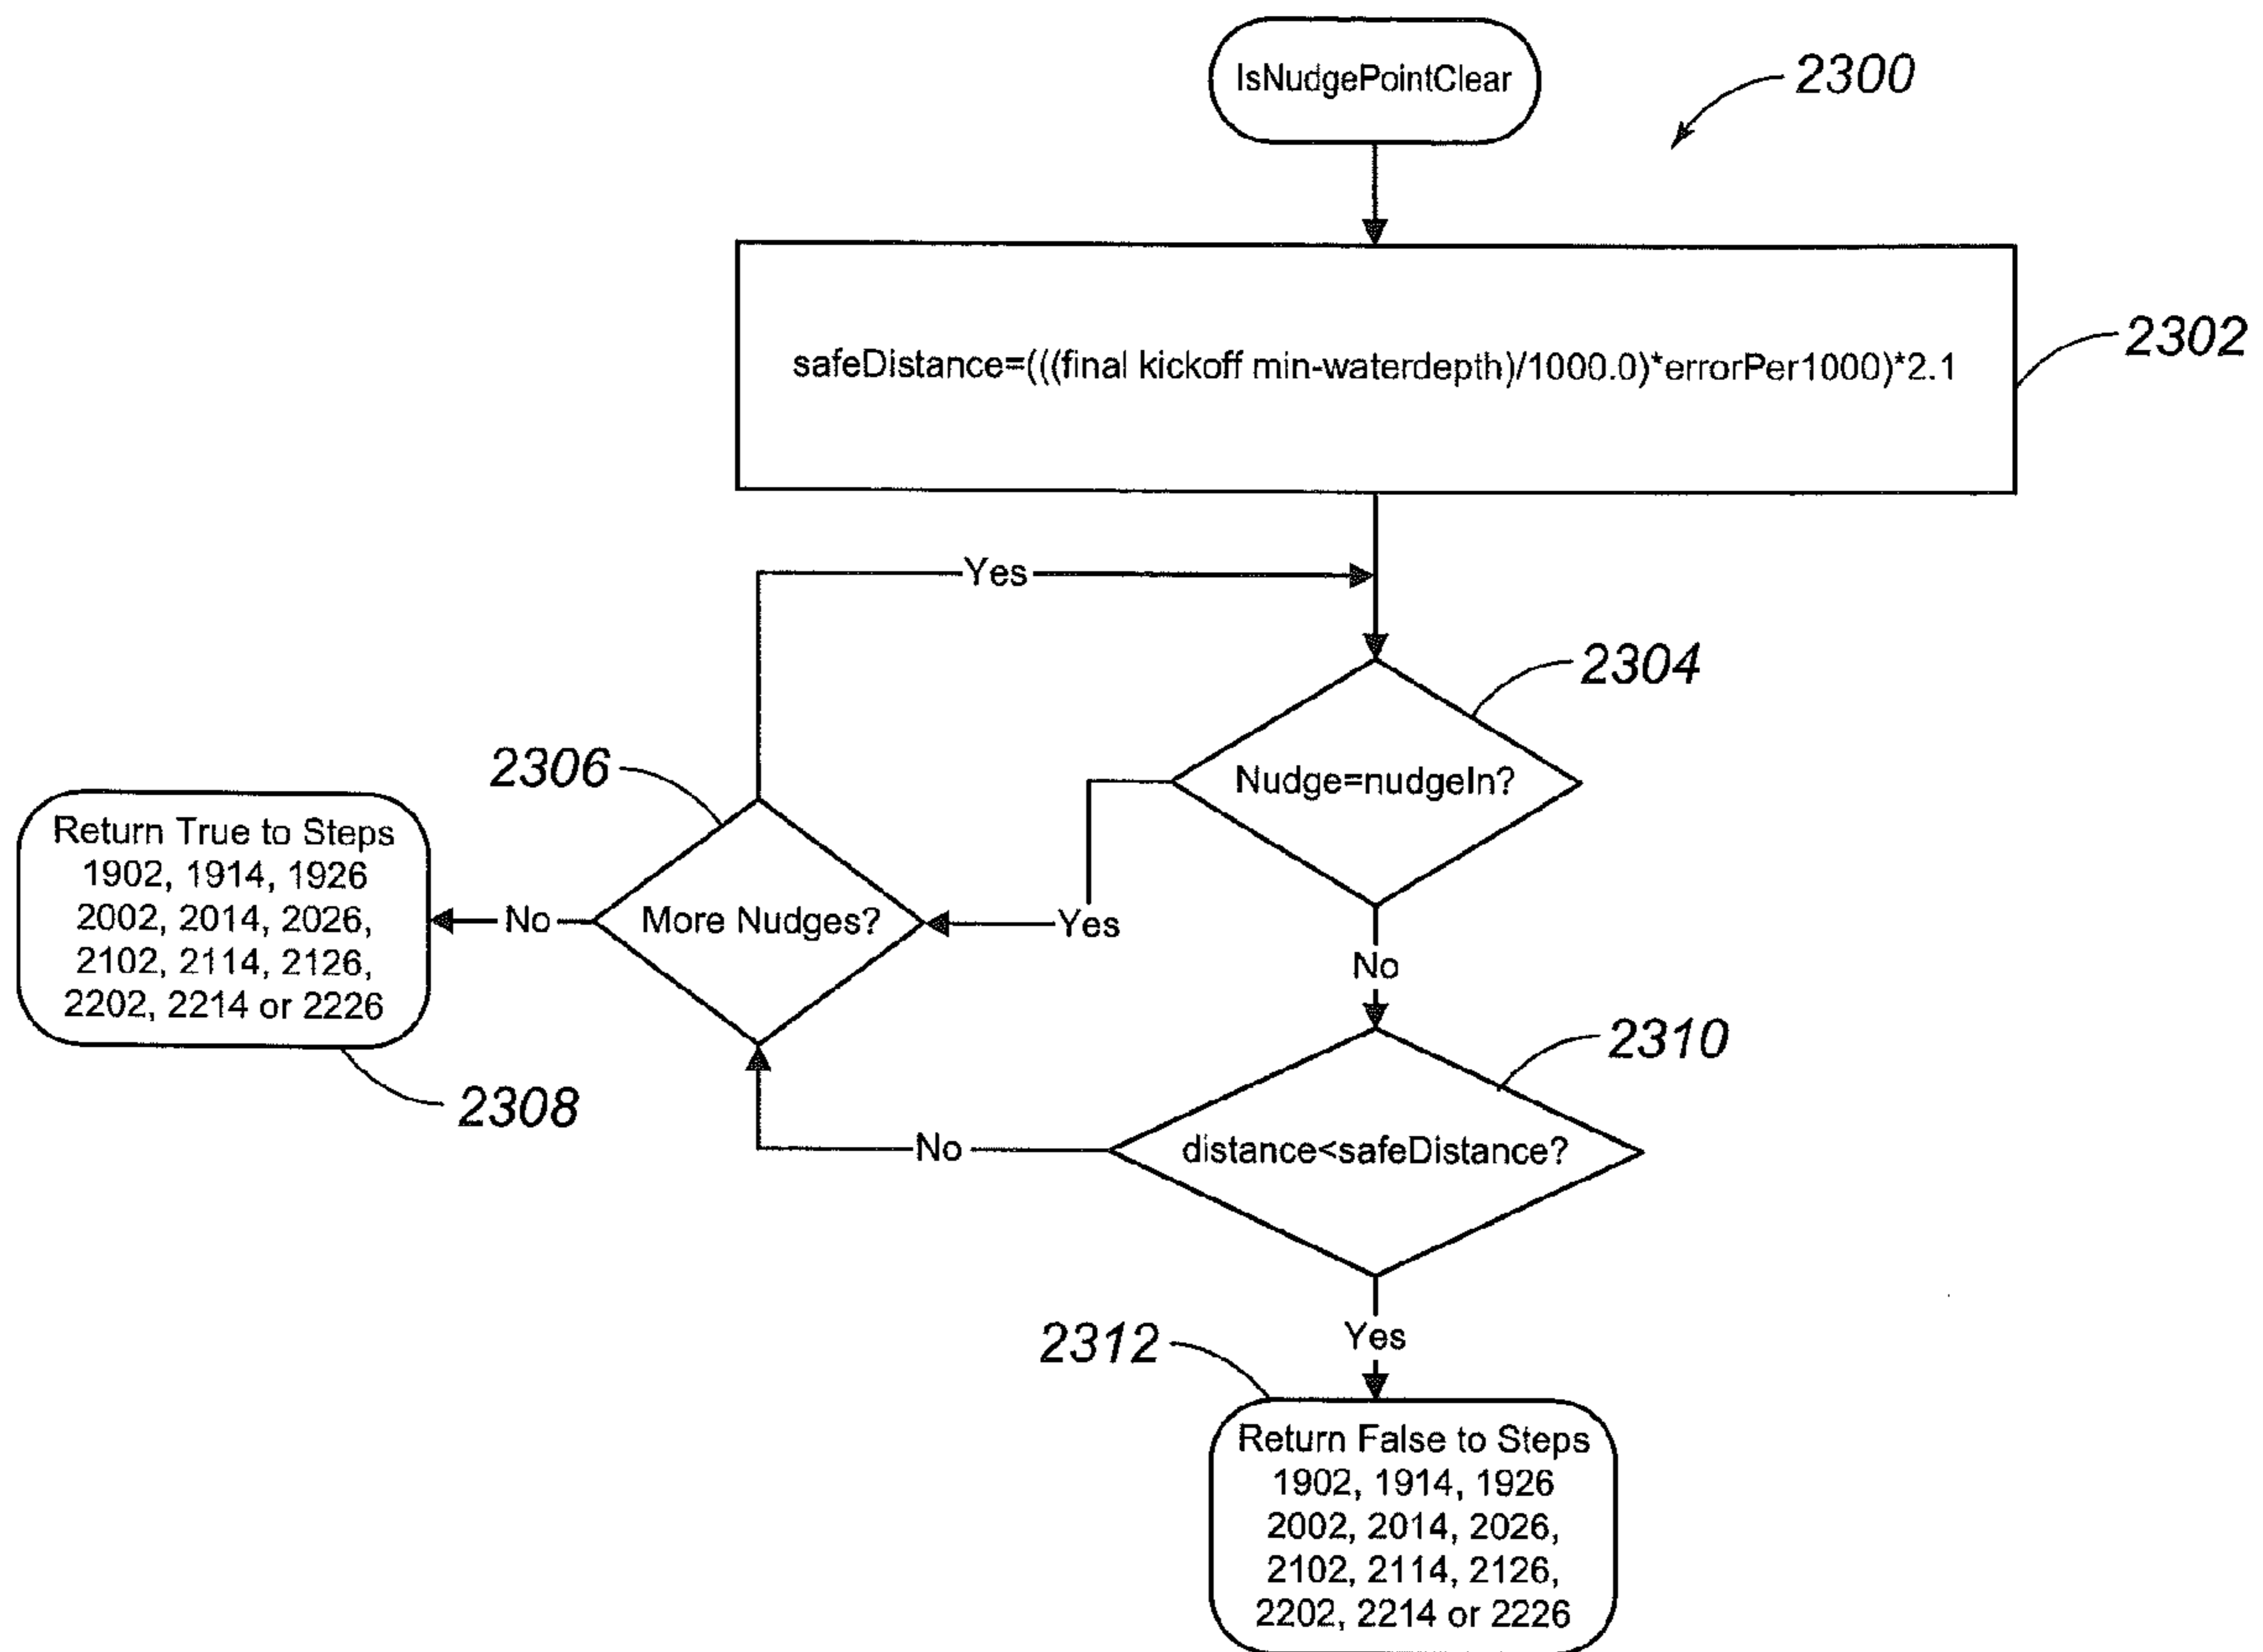 IsNudgePointClear
2300
safeDistance=(((final kickoff min-waterdepth)/1000.0)*errorPer1000)*2.1
2302
Yes
2304
Nudge=nudgeIn?
2306
More Nudges?
Yes
No
Return True to Steps
1902, 1914, 1926
2002, 2014, 2026,
2102, 2114, 2126,
2202, 2214 or 2226
2308
No
2310
distance<safeDistance?
No
Yes
2312
Return False to Steps
1902, 1914, 1926
2002, 2014, 2026,
2102, 2114, 2126,
2202, 2214 or 2226